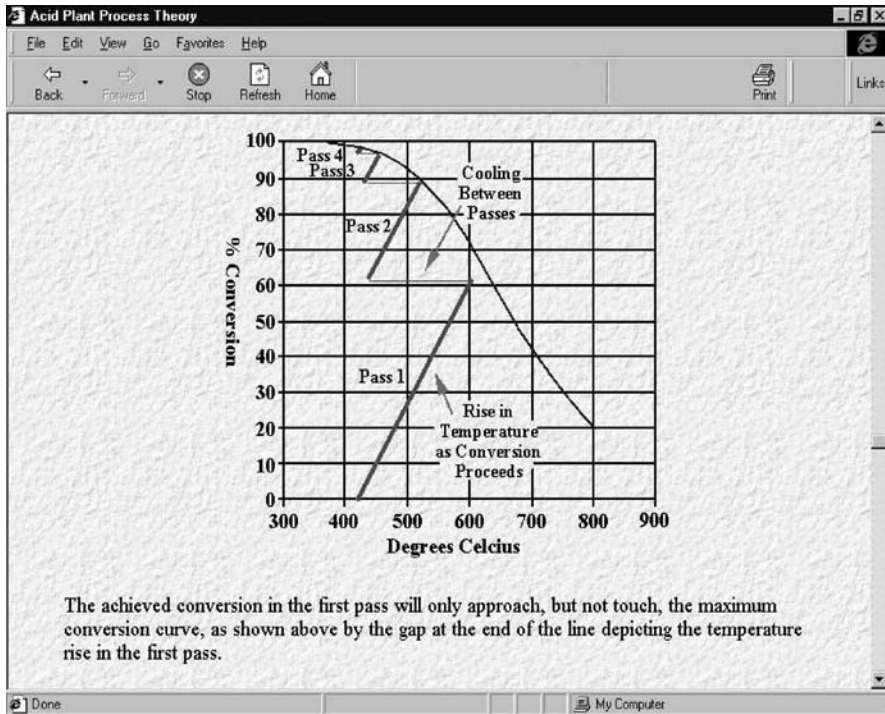 Acid Plant Process Theory
File Edit View Go Favorites Help
Back Forward Stop Refresh Home Print Links
100
90
80
70
60
50
40
30
20
10
0
% Conversion
Pass 4
Pass 3
Cooling
Between
Passes
Pass 2
Pass 1
Rise in
Temperature
as Conversion
Proceeds
300 400 500 600 700 800 900
Degrees Celcius
The achieved conversion in the first pass will only approach, but not touch, the maximum
conversion curve, as shown above by the gap at the end of the line depicting the temperature
rise in the first pass.
Done My Computer